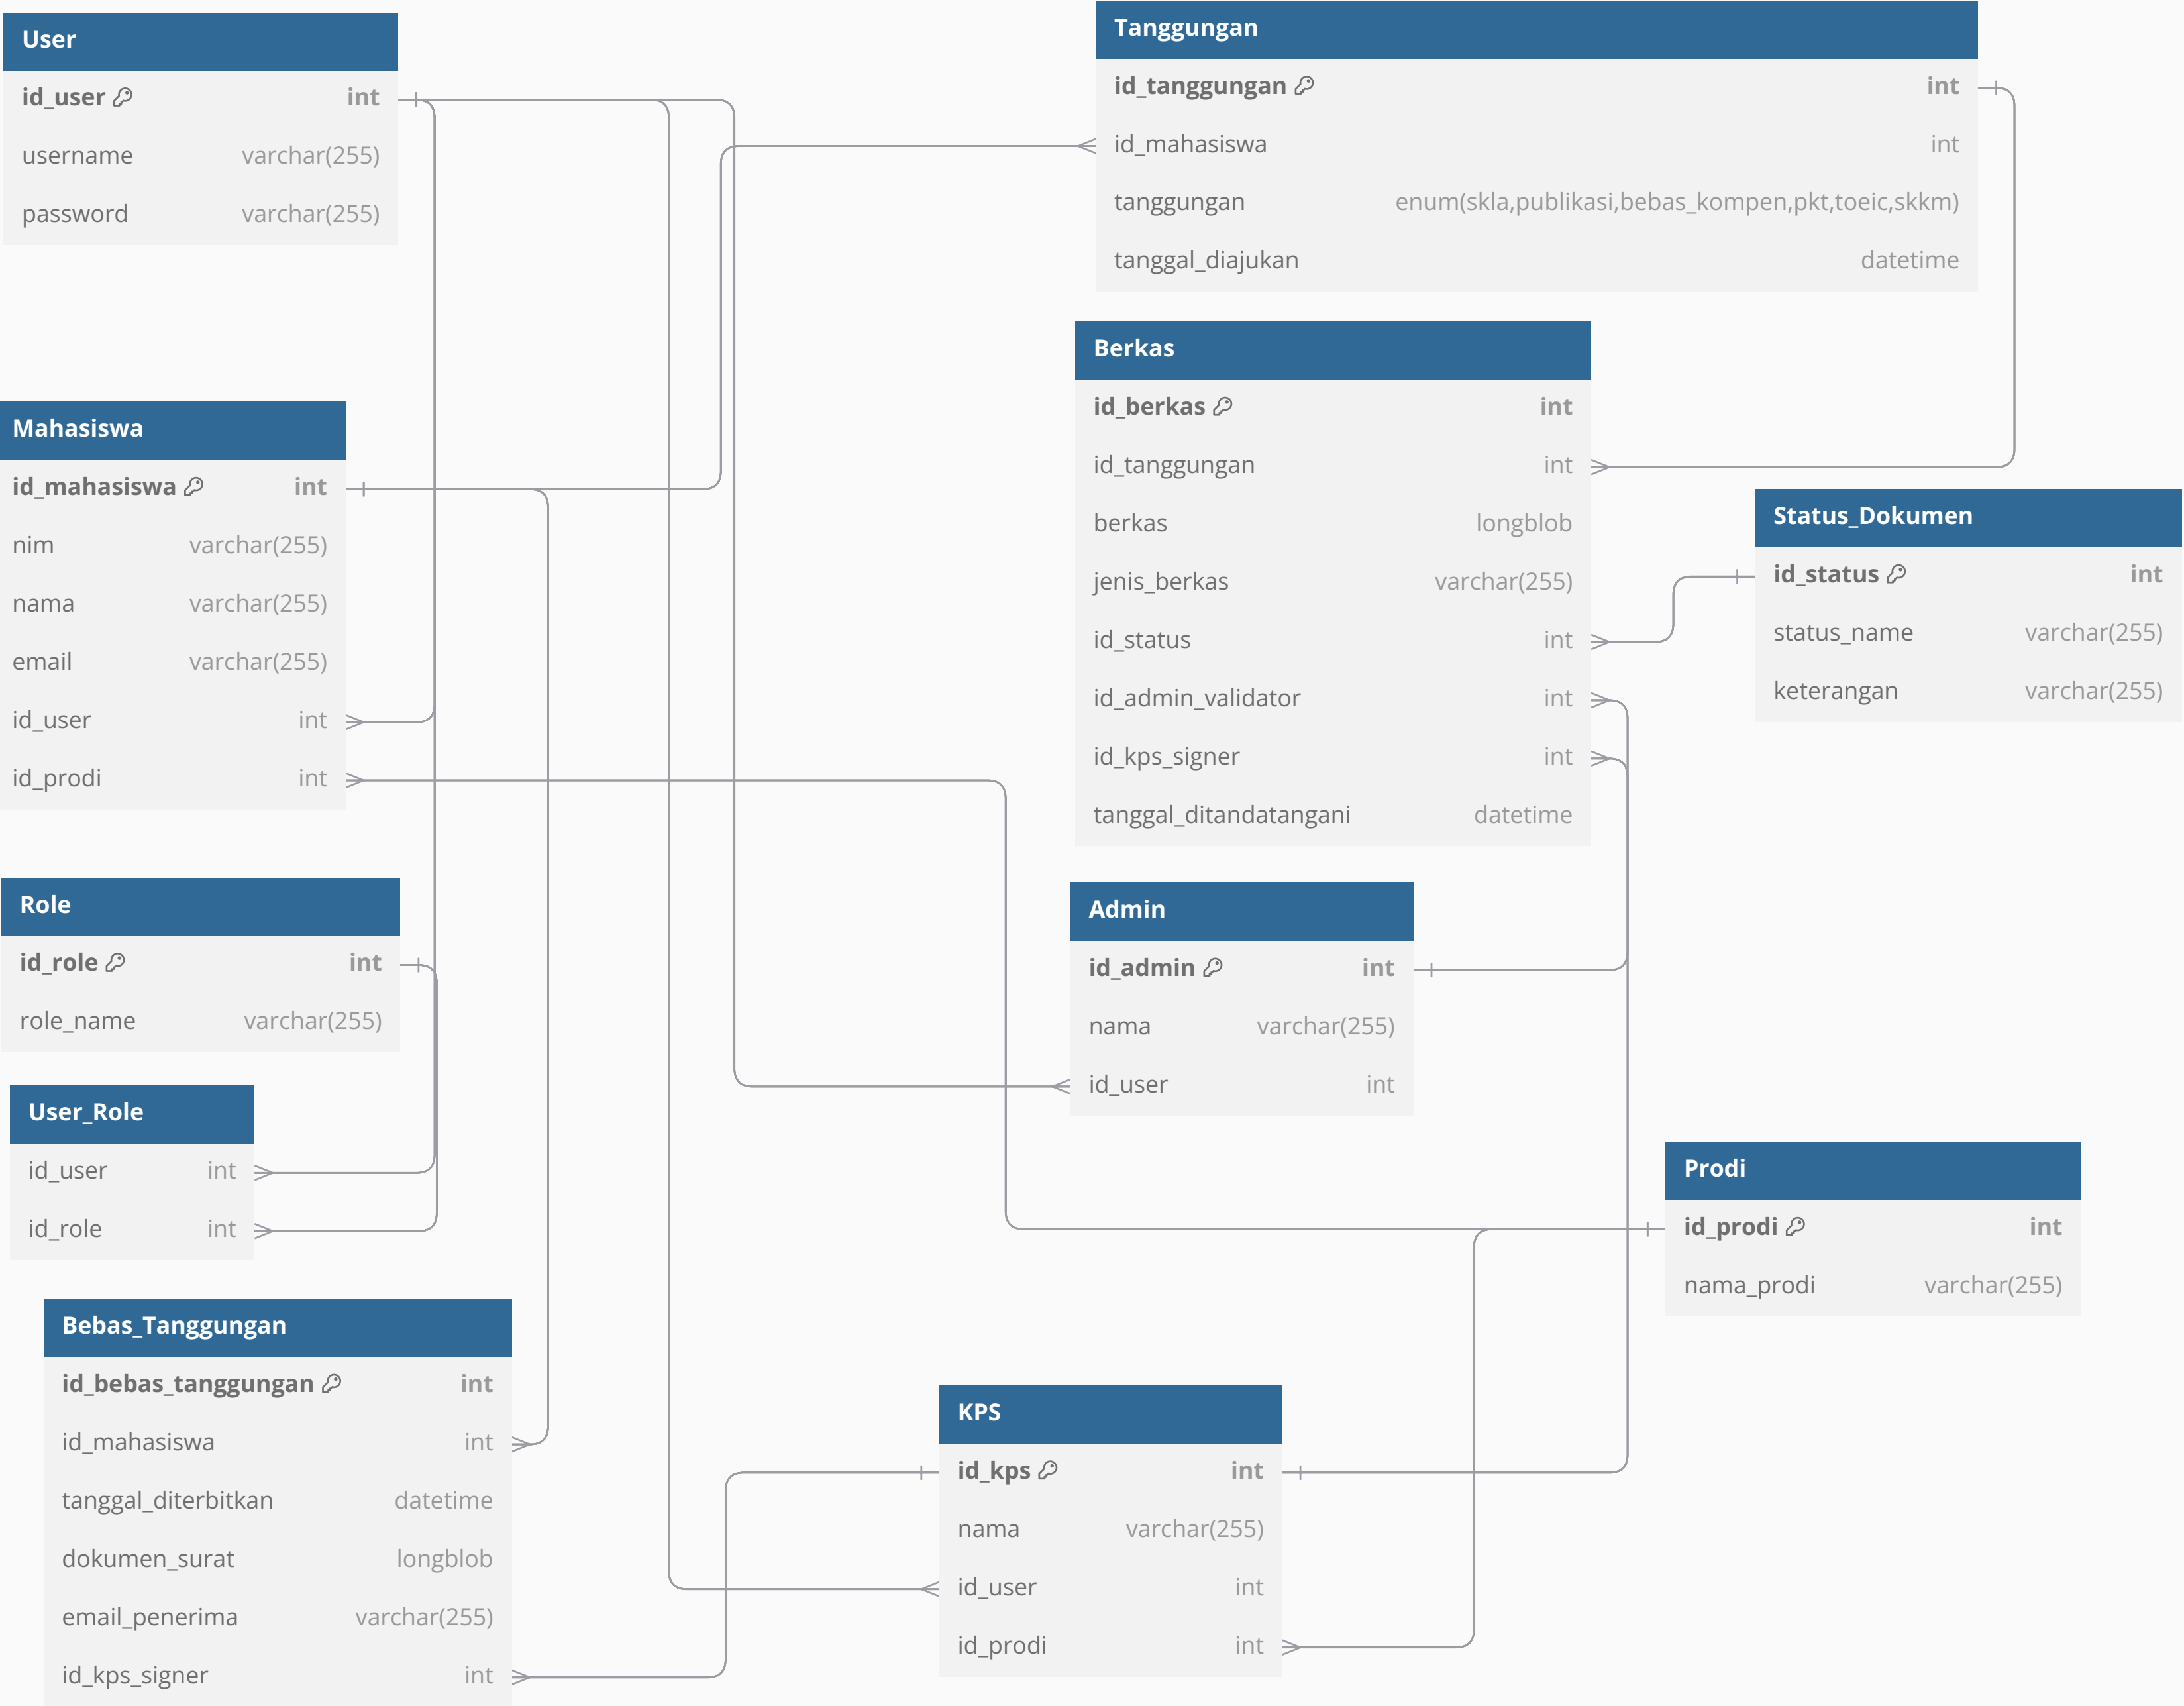 User
id_user int
username varchar(255)
password varchar(255)
Tanggungan
id_tanggungan int
id_mahasiswa int
tanggungan enum(skla,publikasi,bebas_kompen,pkt,toeic,skkm)
tanggal_diajukan datetime
Berkas
id_berkas int
id_tanggungan int
berkas longblob
jenis_berkas varchar(255)
id_status int
id_admin_validator int
id_kps_signer int
tanggal_ditandatangani datetime
Mahasiswa
id_mahasiswa int
nim varchar(255)
nama varchar(255)
email varchar(255)
id_user int
id_prodi int
Status_Dokumen
id_status int
status_name varchar(255)
keterangan varchar(255)
Role
id_role int
role_name varchar(255)
Admin
id_admin int
nama varchar(255)
id_user int
User_Role
id_user int
id_role int
Prodi
id_prodi int
nama_prodi varchar(255)
Bebas_Tanggungan
id_bebas_tanggungan int
id_mahasiswa int
tanggal_diterbitkan datetime
dokumen_surat longblob
email_penerima varchar(255)
id_kps_signer int
KPS
id_kps int
nama varchar(255)
id_user int
id_prodi int